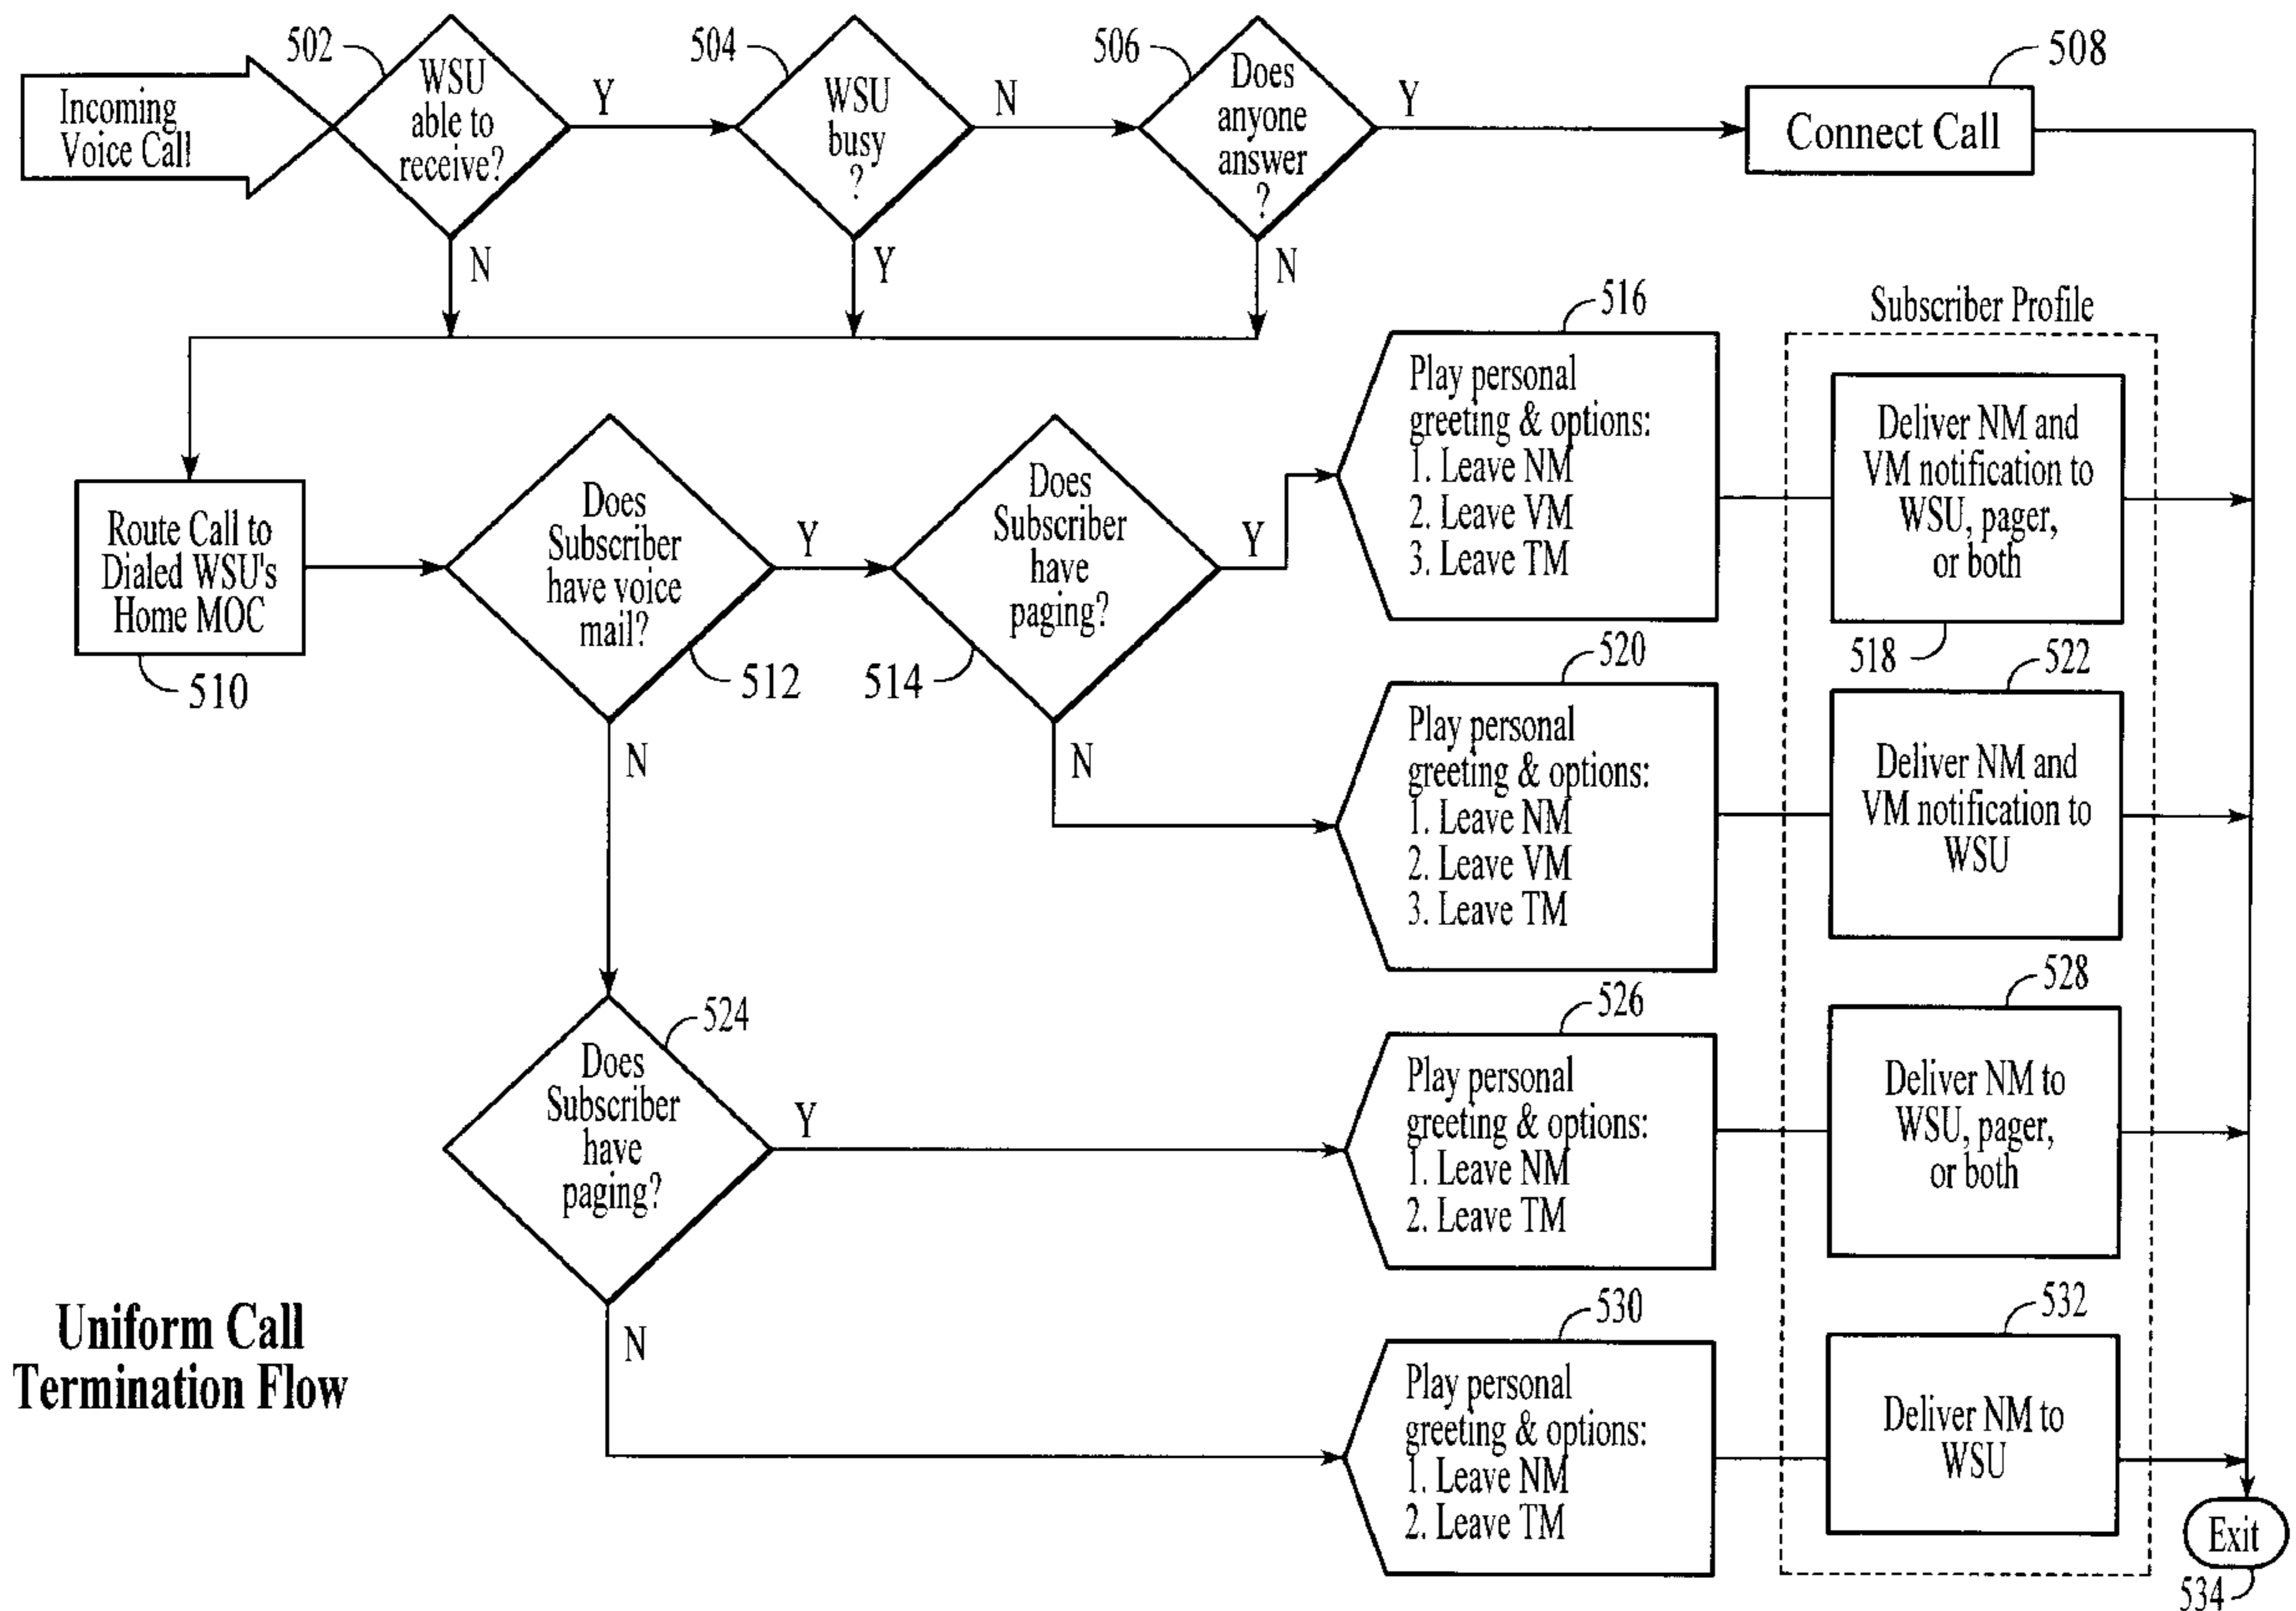 502
504
506
508
Incoming
Voice Call
WSU
able to
receive?
Y
N
WSU
busy
?
N
Y
Does
anyone
answer
?
Y
N
Connect Call
Route Call to
Dialed WSU's
Home MOC
510
Does
Subscriber
have voice
mail?
512
Y
N
Does
Subscriber
have
paging?
514
Y
N
516
Play personal
greeting & options:
1. Leave NM
2. Leave VM
3. Leave TM
Subscriber Profile
Deliver NM and
VM notification to
WSU, pager,
or both
518
520
Play personal
greeting & options:
1. Leave NM
2. Leave VM
3. Leave TM
522
Deliver NM and
VM notification to
WSU
524
Does
Subscriber
have
paging?
Y
N
526
Play personal
greeting & options:
1. Leave NM
2. Leave TM
528
Deliver NM to
WSU, pager,
or both
530
Play personal
greeting & options:
1. Leave NM
2. Leave TM
532
Deliver NM to
WSU
Exit
534
Uniform Call
Termination Flow